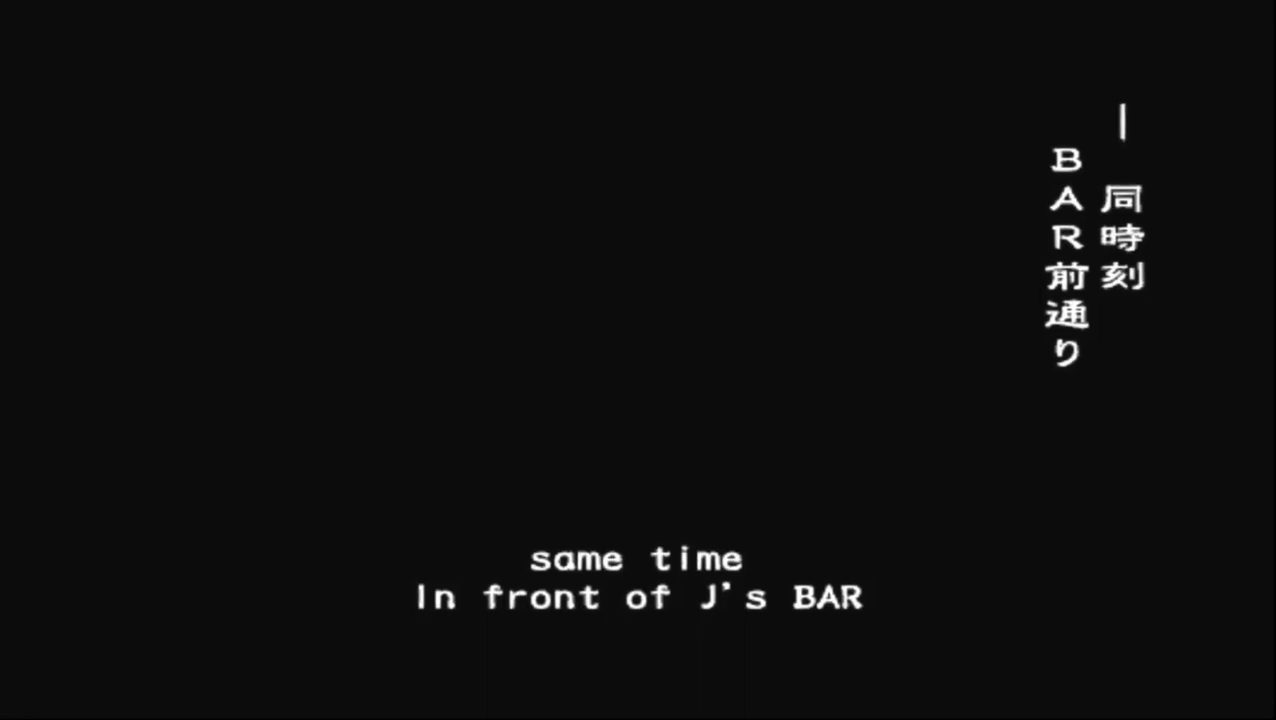 ― 同時刻
BAR前通り
same time
In front of J's BAR